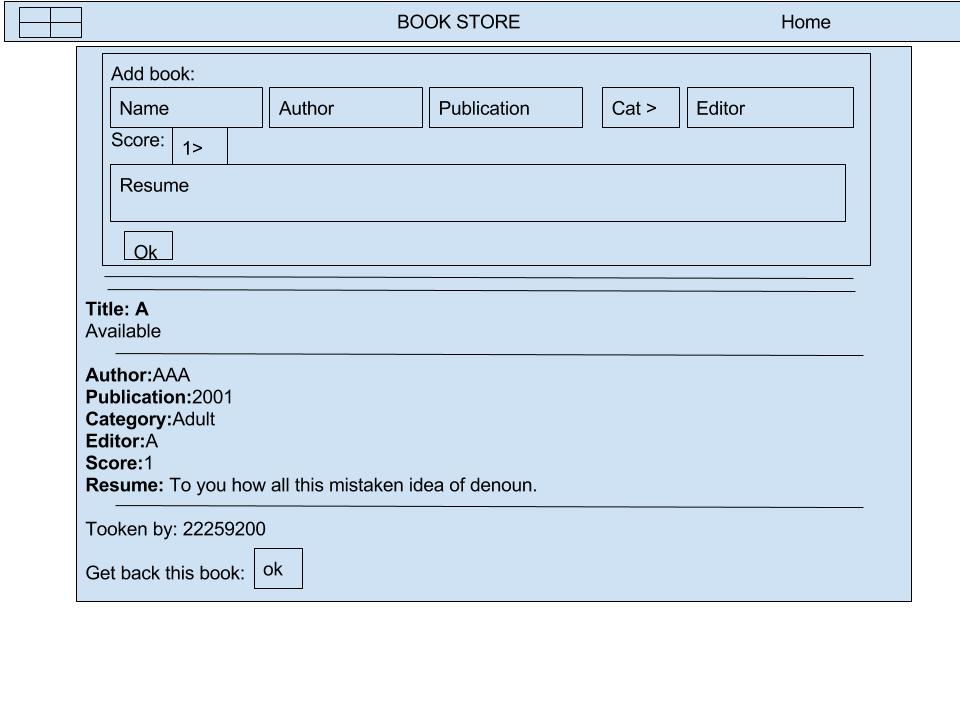 BOOK STORE Home
Add book:
Name Author Publication Cat > Editor
Score: 1>
Resume
Ok
Title: A
Available
Author:AAA
Publication:2001
Category:Adult
Editor:A
Score:1
Resume: To you how all this mistaken idea of denoun.
Tooken by: 22259200
Get back this book: ok